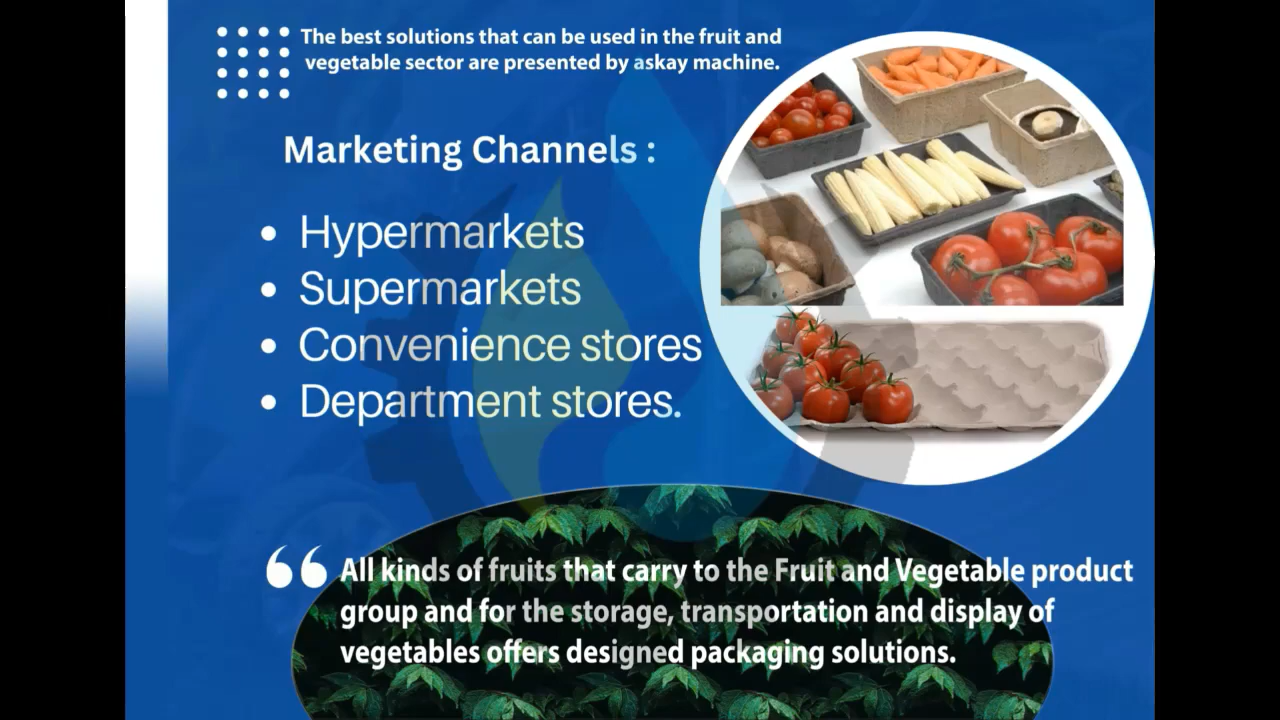 The best solutions that can be used in the fruit and
vegetable sector are presented by askay machine.
Marketing Channels :
• Hypermarkets
• Supermarkets
• Convenience stores
• Department stores.
“ All kinds of fruits that carry to the Fruit and Vegetable product
group and for the storage, transportation and display of
vegetables offers designed packaging solutions.